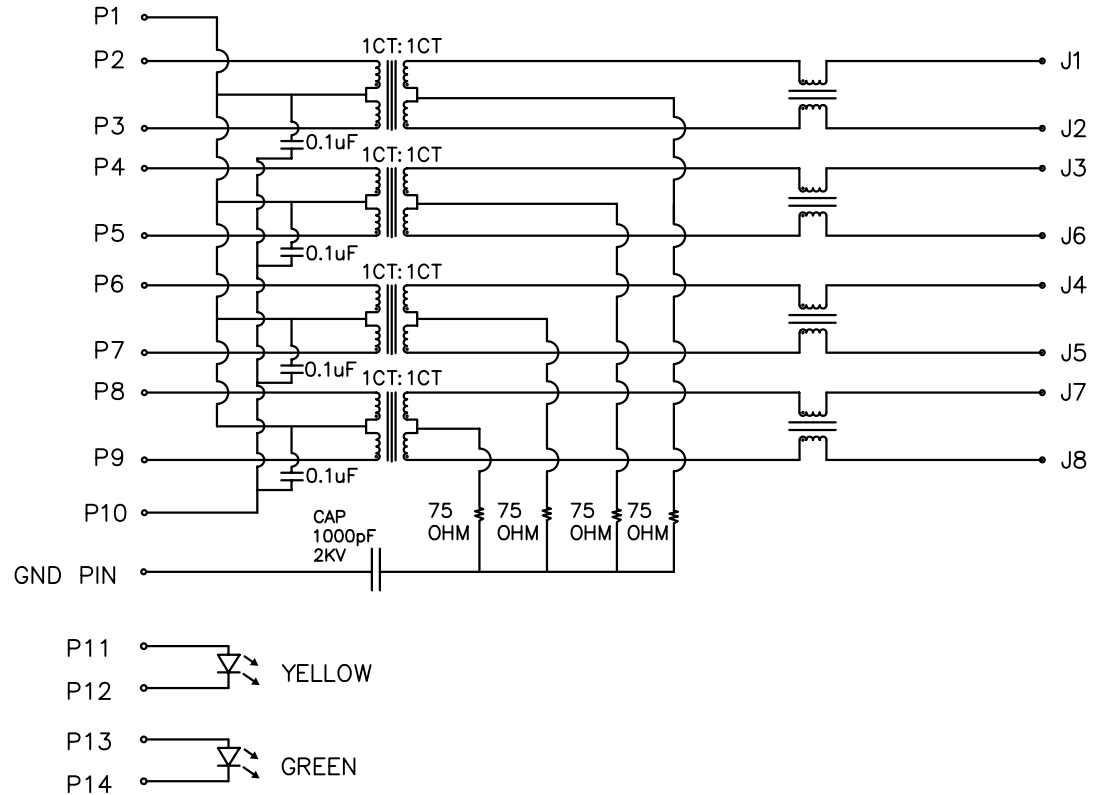 P1
1CT:1CT
P2
J1
P3
J2
0.1uF
1CT:1CT
P4
J3
P5
J6
0.1uF
1CT:1CT
P6
J4
P7
J5
0.1uF
1CT:1CT
P8
J7
P9
J8
0.1uF
P10
CAP
1000pF
2KV
75
OHM
75
OHM
75
OHM
75
OHM
GND PIN
P11
YELLOW
P12
P13
GREEN
P14